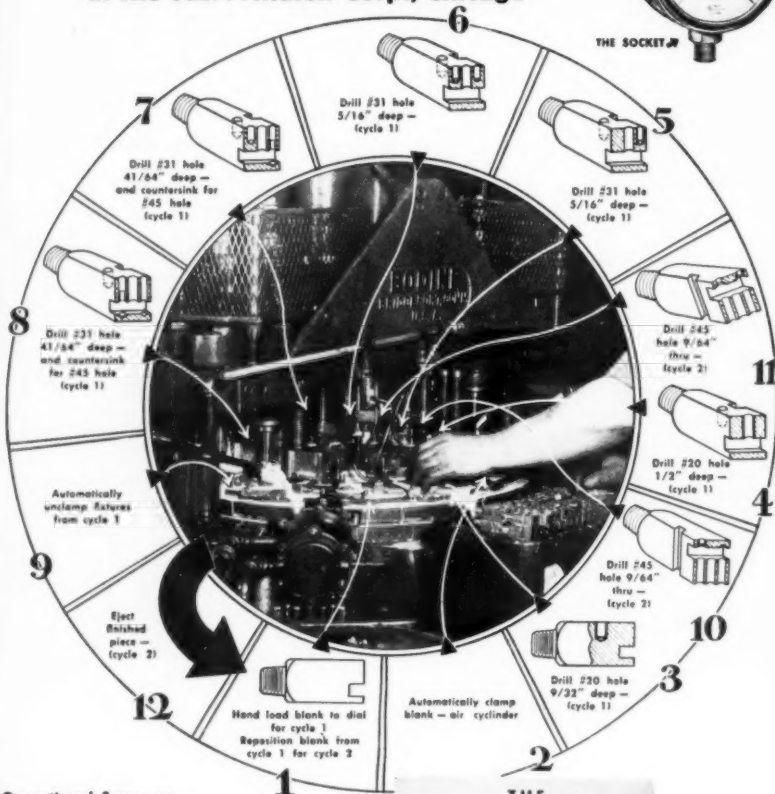 Corp., Chicago
THE SOCKET
6
Drill #31 hole
5/16" deep —
(cycle 1)
7
Drill #31 hole
41/64" deep —
and countersink for
#45 hole
(cycle 1)
5
Drill #31 hole
5/16" deep —
(cycle 1)
8
Drill #31 hole
41/64" deep —
and countersink
for #45 hole
(cycle 1)
BODINE
BRIDGEPORT, CONN.
U.S.A.
Drill #45
hole 9/64"
thru —
(cycle 2)
11
Drill #20 hole
1/2" deep —
(cycle 1)
4
Automatically
unclamp fixtures
from cycle 1
9
Drill #45
hole 9/64"
thru —
(cycle 2)
10
Eject
finished
piece —
(cycle 2)
12
Drill #20 hole
9/32" deep —
(cycle 1)
3
Hand load blank to dial
for cycle 1
Reposition blank from
cycle 1 for cycle 2
1
Automatically clamp
blank — air cyclinder
2